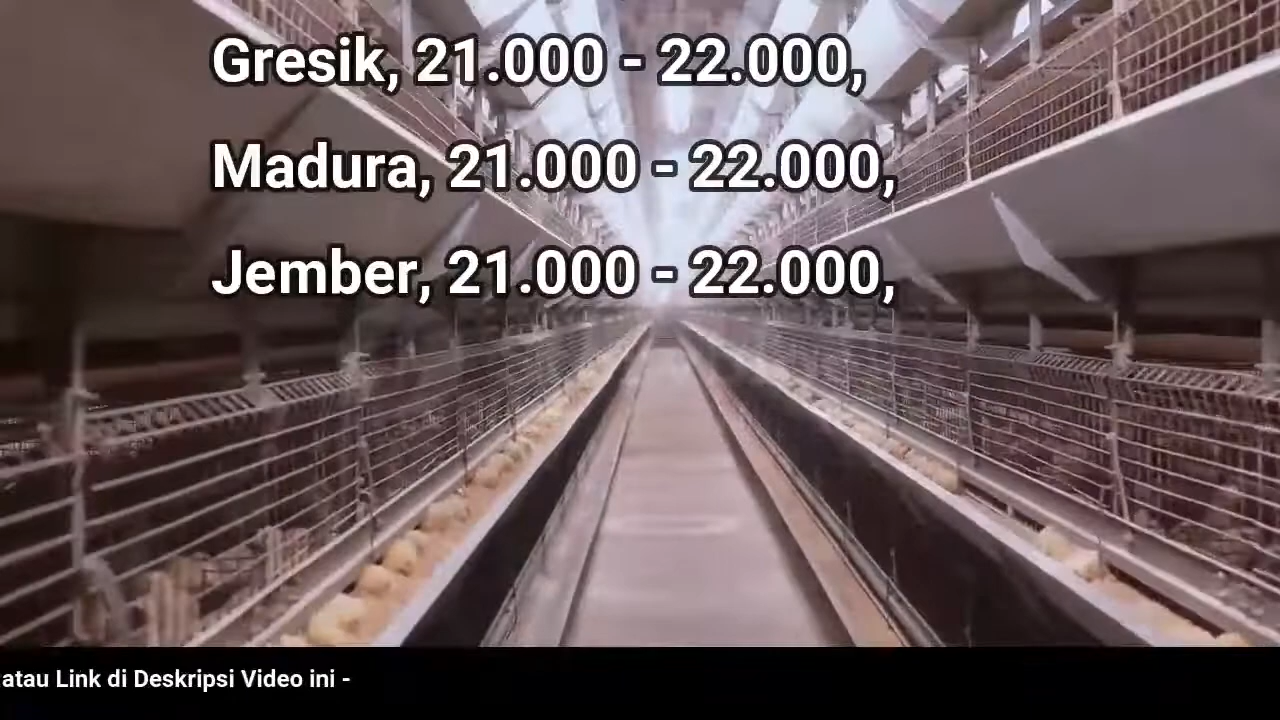 Gresik, 21.000 - 22.000,
Madura, 21.000 - 22.000,
Jember, 21.000 - 22.000,
atau Link di Deskripsi Video ini -